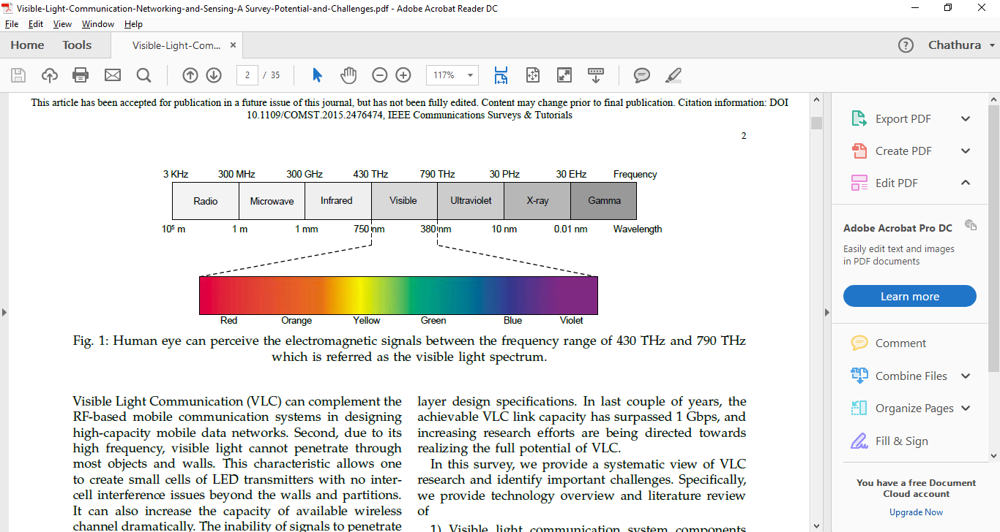 Visible-Light-Communication-Networking-and-Sensing-A Survey-Potential-and-Challenges.pdf - Adobe Acrobat Reader DC
File Edit View Window Help
Home Tools Visible-Light-Com... × ? Chathura
2 / 35 117%
This article has been accepted for publication in a future issue of this journal, but has not been fully edited. Content may change prior to final publication. Citation information: DOI
10.1109/COMST.2015.2476474, IEEE Communications Surveys & Tutorials
2
3 KHz 300 MHz 300 GHz 430 THz 790 THz 30 PHz 30 EHz Frequency
Radio Microwave Infrared Visible Ultraviolet X-ray Gamma
10⁵ m 1 m 1 mm 750 nm 380 nm 10 nm 0.01 nm Wavelength
Red Orange Yellow Green Blue Violet
Fig. 1: Human eye can perceive the electromagnetic signals between the frequency range of 430 THz and 790 THz
which is referred as the visible light spectrum.
Visible Light Communication (VLC) can complement the
RF-based mobile communication systems in designing
high-capacity mobile data networks. Second, due to its
high frequency, visible light cannot penetrate through
most objects and walls. This characteristic allows one
to create small cells of LED transmitters with no inter-
cell interference issues beyond the walls and partitions.
It can also increase the capacity of available wireless
channel dramatically. The inability of signals to penetrate
layer design specifications. In last couple of years, the
achievable VLC link capacity has surpassed 1 Gbps, and
increasing research efforts are being directed towards
realizing the full potential of VLC.
In this survey, we provide a systematic view of VLC
research and identify important challenges. Specifically,
we provide technology overview and literature review
of
1) Visible light communication system components
Export PDF
Create PDF
Edit PDF
Adobe Acrobat Pro DC
Easily edit text and images
in PDF documents
Learn more
Comment
Combine Files
Organize Pages
Fill & Sign
You have a free Document
Cloud account
Upgrade Now